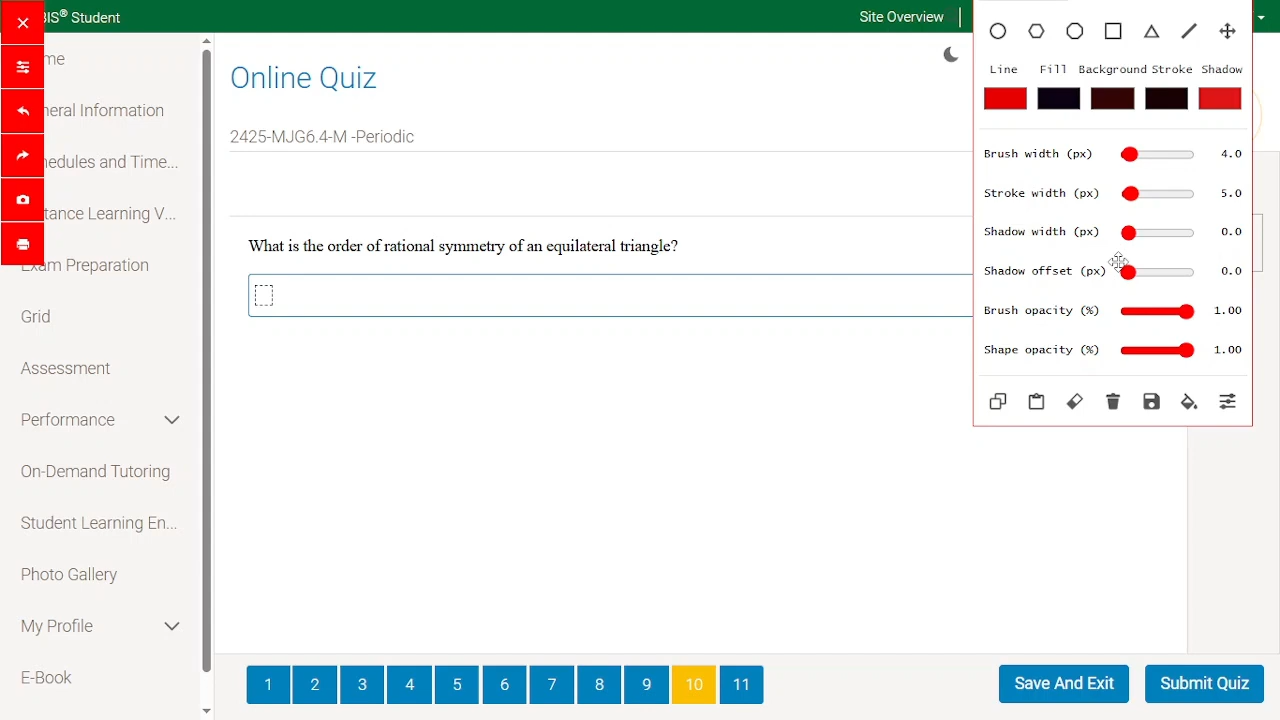 BIS® Student
Site Overview
me
neral Information
hedules and Time...
tance Learning V...
Exam Preparation
Grid
Assessment
Performance
On-Demand Tutoring
Student Learning En...
Photo Gallery
My Profile
E-Book
Online Quiz
2425-MJG6.4-M -Periodic
What is the order of rational symmetry of an equilateral triangle?
Line Fill Background Stroke Shadow
Brush width (px) 4.0
Stroke width (px) 5.0
Shadow width (px) 0.0
Shadow offset (px) 0.0
Brush opacity (%) 1.00
Shape opacity (%) 1.00
1 2 3 4 5 6 7 8 9 10 11
Save And Exit
Submit Quiz